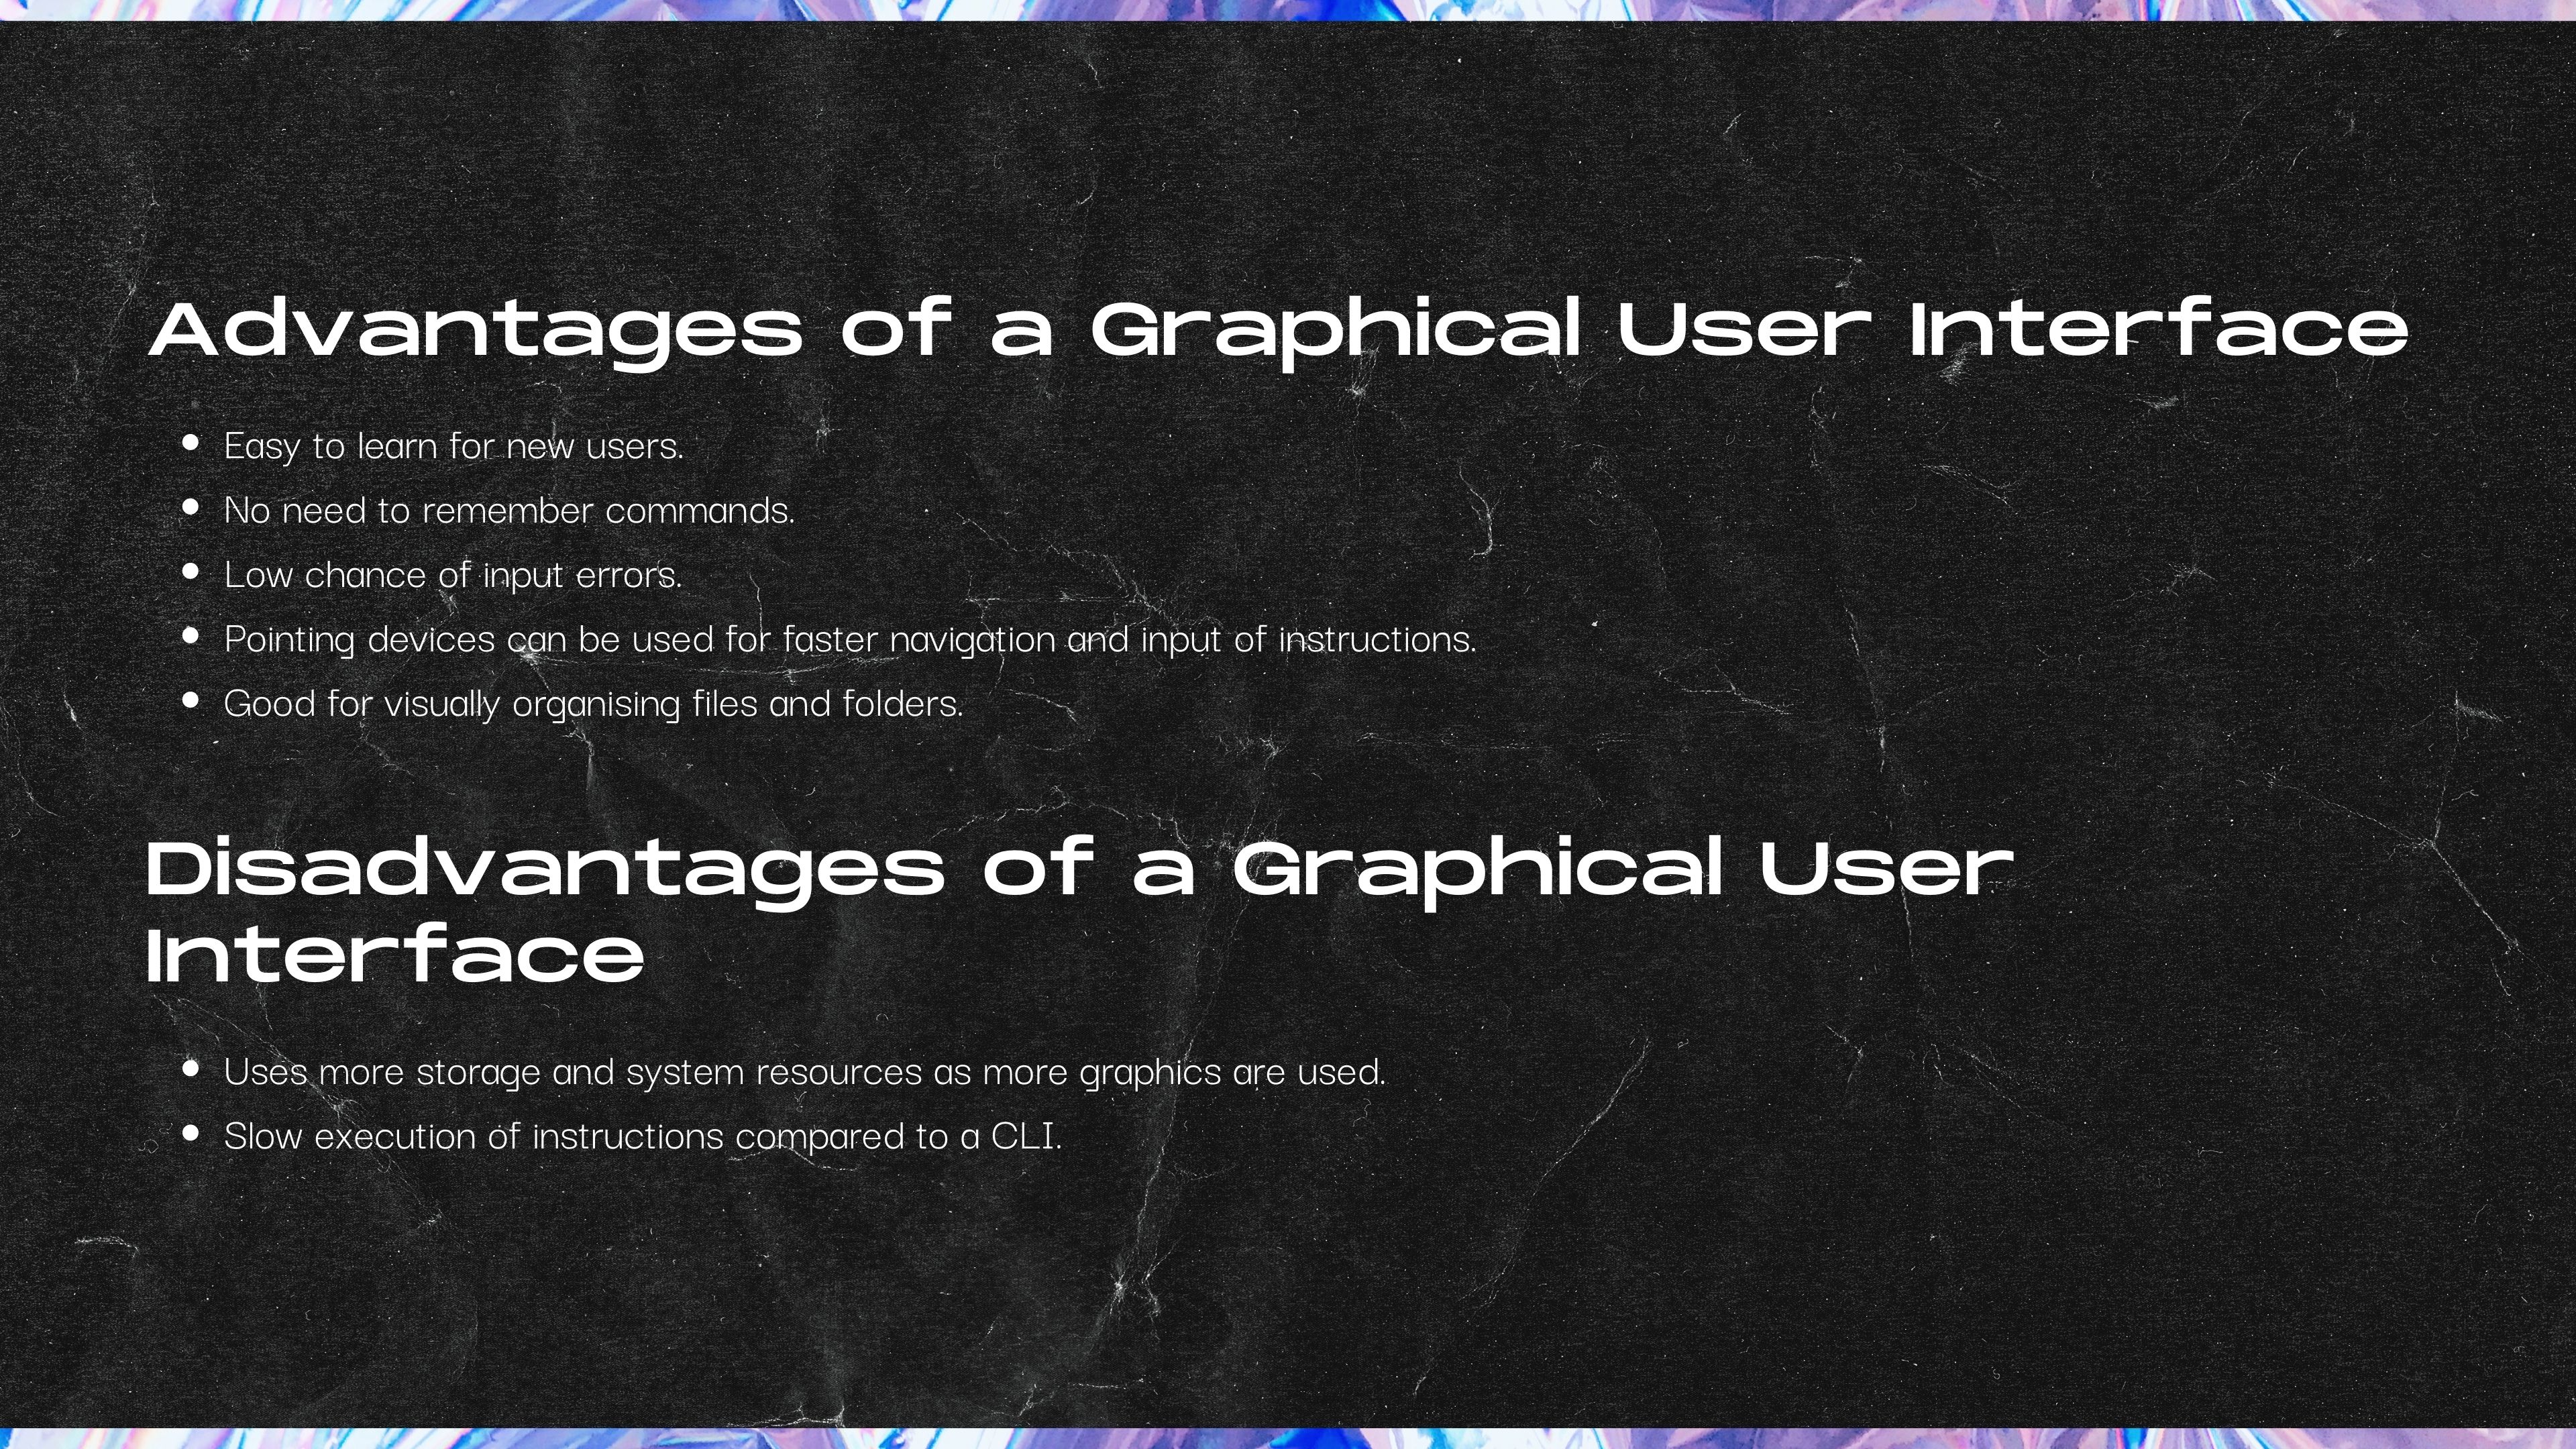 Advantages of a Graphical User Interface
• Easy to learn for new users.
• No need to remember commands.
• Low chance of input errors.
• Pointing devices can be used for faster navigation and input of instructions.
• Good for visually organising files and folders.
Disadvantages of a Graphical User
Interface
• Uses more storage and system resources as more graphics are used.
• Slow execution of instructions compared to a CLI.